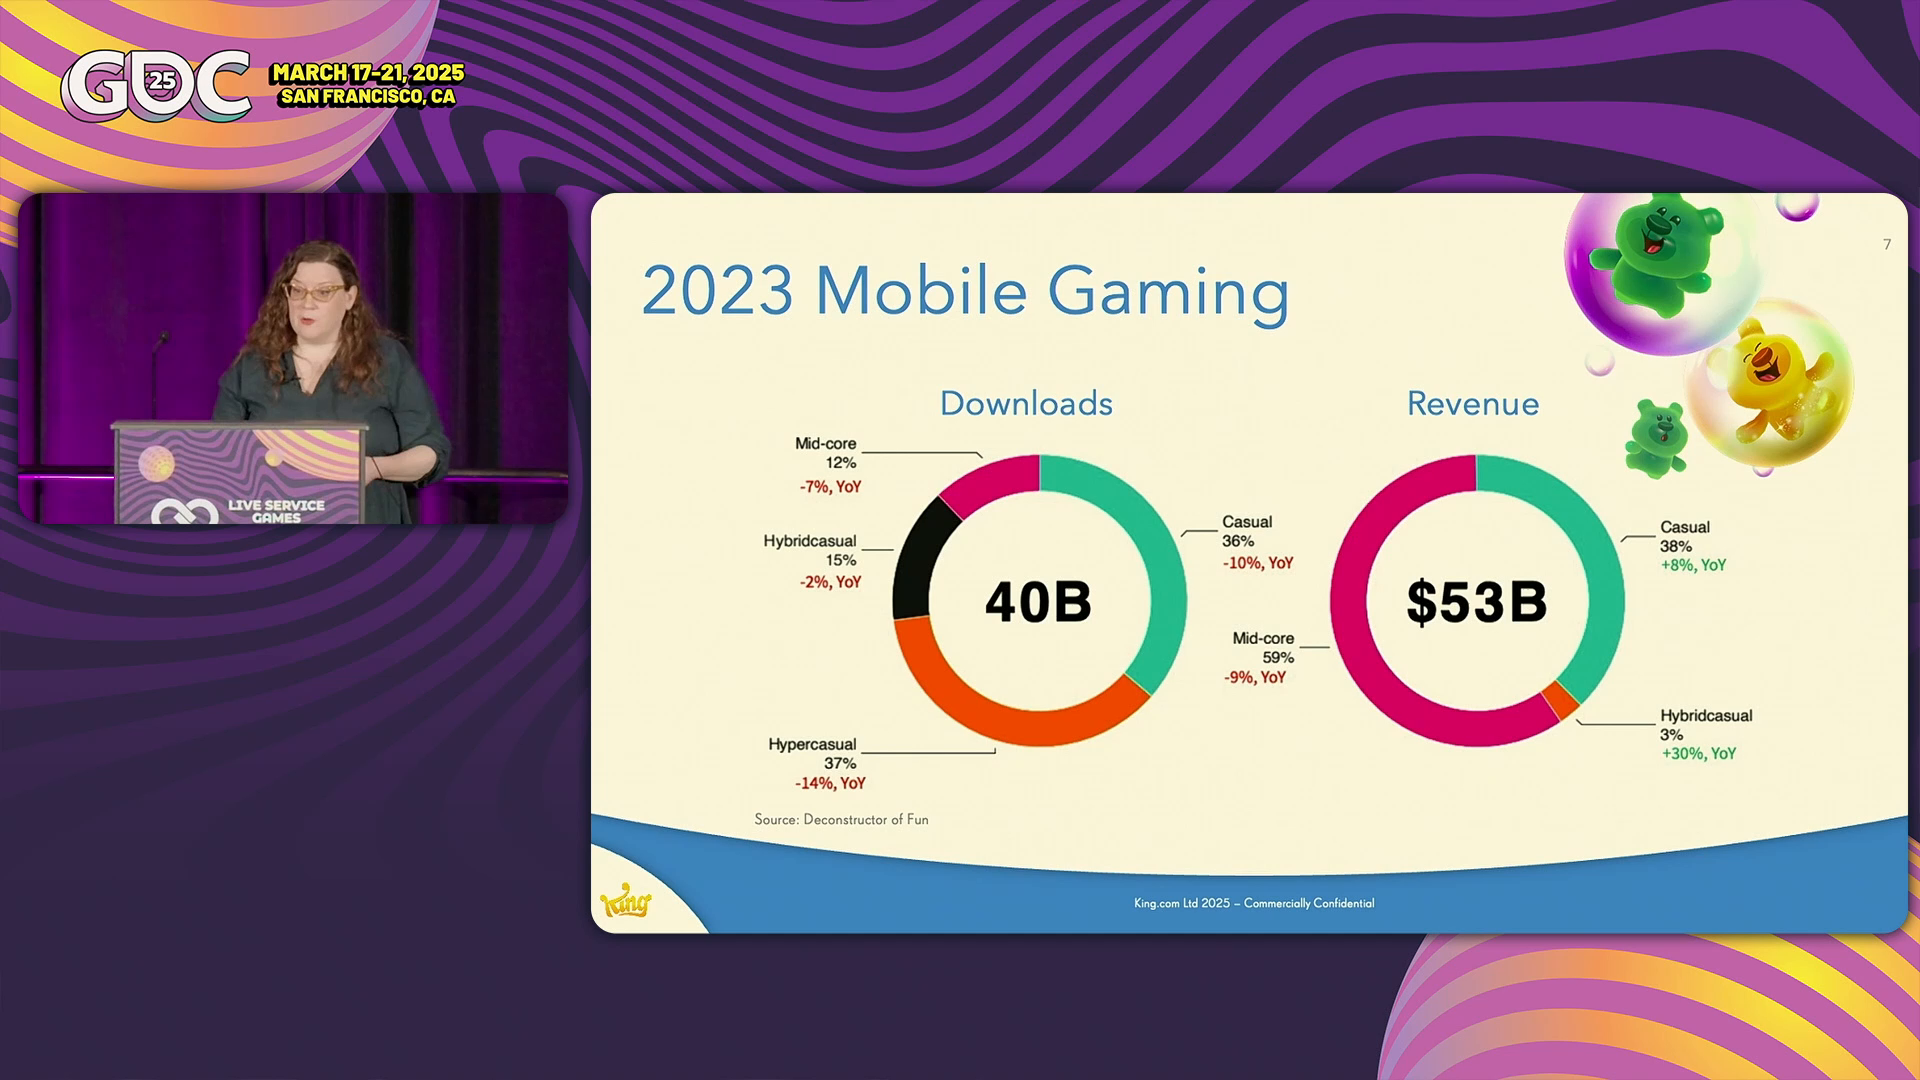 GDC
'25
MARCH 17-21, 2025
SAN FRANCISCO, CA
LIVE SERVICE
GAMES
7
2023 Mobile Gaming
Downloads
Mid-core
12%
-7%, YoY
Hybridcasual
15%
-2%, YoY
Hypercasual
37%
-14%, YoY
Casual
36%
-10%, YoY
40B
Revenue
Casual
38%
+8%, YoY
Mid-core
59%
-9%, YoY
Hybridcasual
3%
+30%, YoY
$53B
Source: Deconstructor of Fun
King
King.com Ltd 2025 – Commercially Confidential